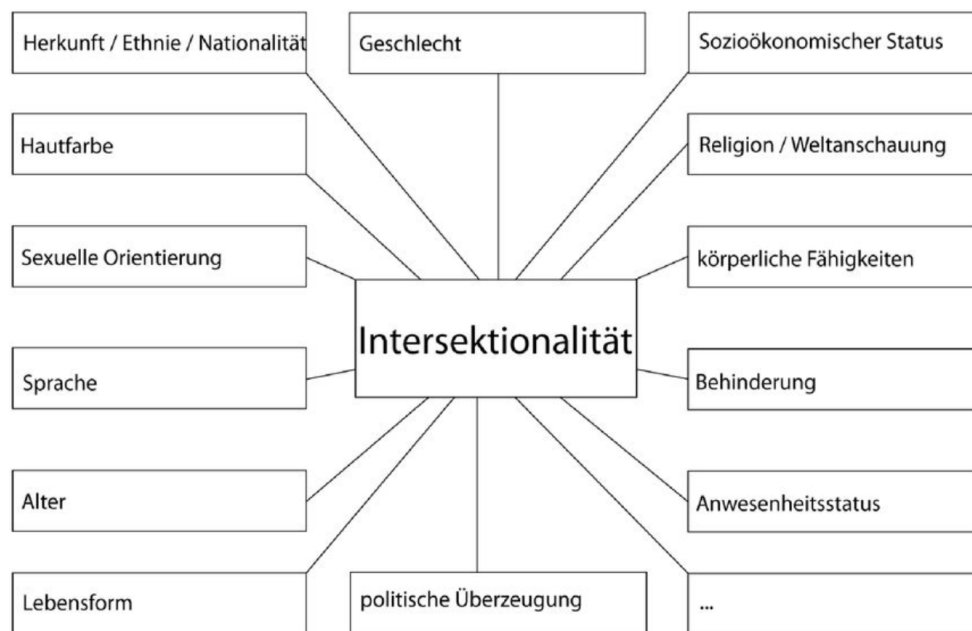 Herkunft / Ethnie / Nationalität
Geschlecht
Sozioökonomischer Status
Hautfarbe
Religion / Weltanschauung
Sexuelle Orientierung
körperliche Fähigkeiten
Intersektionalität
Sprache
Behinderung
Alter
Anwesenheitsstatus
Lebensform
politische Überzeugung
...